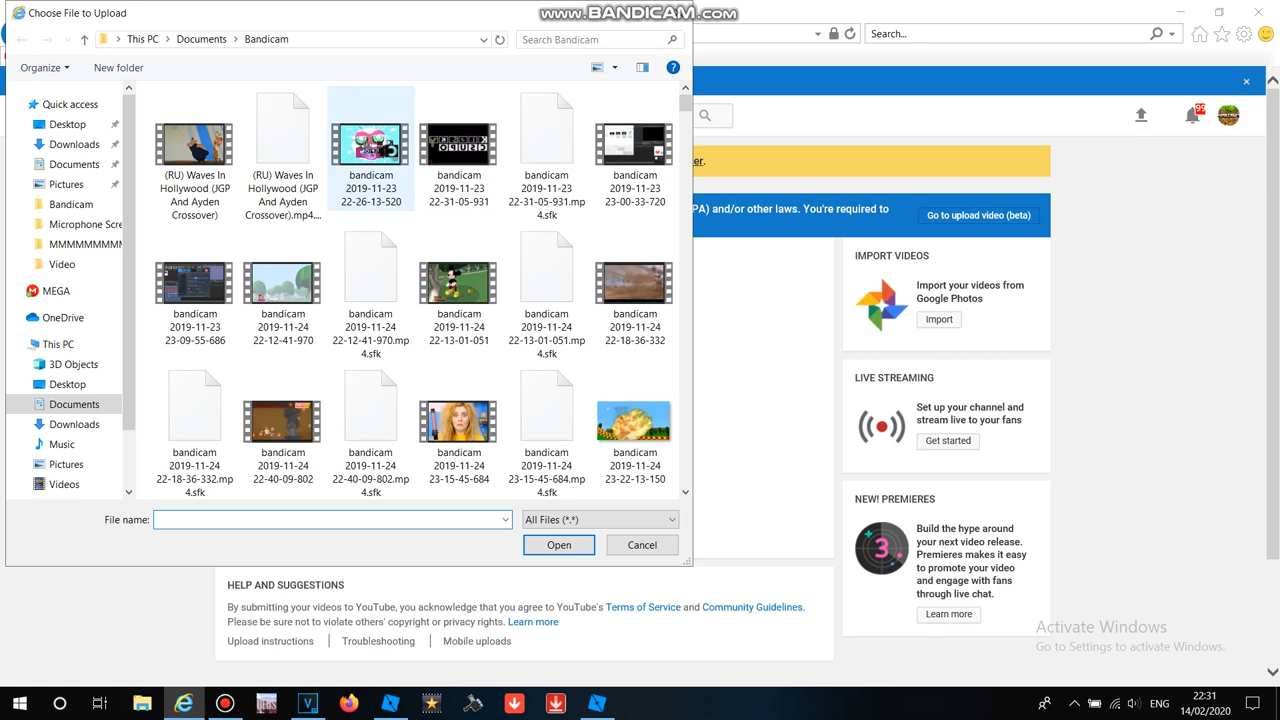 Choose File to Upload
www.BANDICAM.com
This PC > Documents > Bandicam
Search Bandicam
Search...
Organize
New folder
Quick access
Desktop
Downloads
Documents
Pictures
Bandicam
Microphone Scre
MMMMMMMM
Video
MEGA
OneDrive
This PC
3D Objects
Desktop
Documents
Downloads
Music
Pictures
Videos
(RU) Waves In Hollywood (JGP And Ayden Crossover)
(RU) Waves In Hollywood (JGP And Ayden Crossover).mp4....
bandicam 2019-11-23 22-26-13-520
bandicam 2019-11-23 22-31-05-931
bandicam 2019-11-23 22-31-05-931.mp4.sfk
bandicam 2019-11-23 23-00-33-720
bandicam 2019-11-23 23-09-55-686
bandicam 2019-11-24 22-12-41-970
bandicam 2019-11-24 22-12-41-970.mp4.sfk
bandicam 2019-11-24 22-13-01-051
bandicam 2019-11-24 22-13-01-051.mp4.sfk
bandicam 2019-11-24 22-18-36-332
bandicam 2019-11-24 22-18-36-332.mp4.sfk
bandicam 2019-11-24 22-40-09-802
bandicam 2019-11-24 22-40-09-802.mp4.sfk
bandicam 2019-11-24 23-15-45-684
bandicam 2019-11-24 23-15-45-684.mp4.sfk
bandicam 2019-11-24 23-22-13-150
File name:
All Files (*.*)
Open
Cancel
99
er.
PA) and/or other laws. You're required to
Go to upload video (beta)
IMPORT VIDEOS
Import your videos from
Google Photos
Import
LIVE STREAMING
Set up your channel and
stream live to your fans
Get started
NEW! PREMIERES
Build the hype around
your next video release.
Premieres makes it easy
to promote your video
and engage with fans
through live chat.
Learn more
HELP AND SUGGESTIONS
By submitting your videos to YouTube, you acknowledge that you agree to YouTube's Terms of Service and Community Guidelines.
Please be sure not to violate others' copyright or privacy rights. Learn more
Upload instructions
Troubleshooting
Mobile uploads
Activate Windows
Go to Settings to activate Windows.
ENG
22:31
14/02/2020